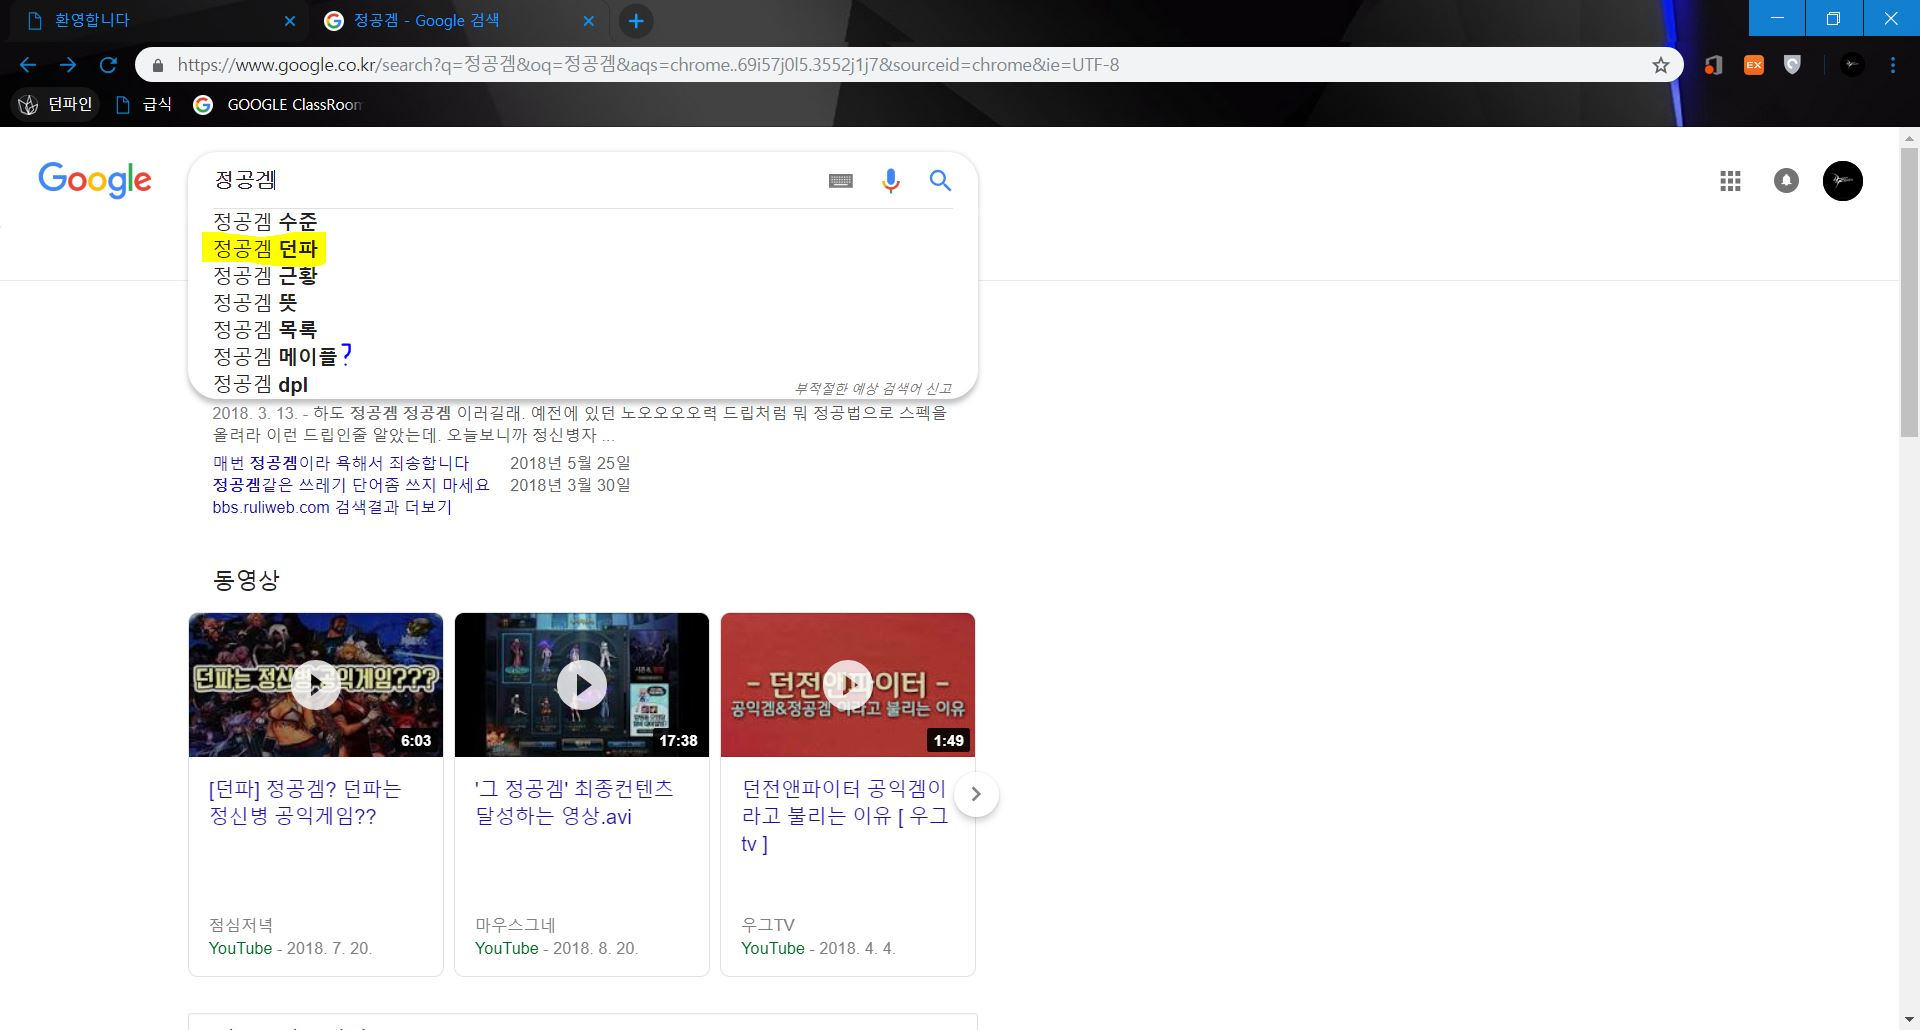 환영합니다
정공겜 - Google 검색
https://www.google.co.kr/search?q=정공겜&oq=정공겜&aqs=chrome..69i57j0l5.3552j1j7&sourceid=chrome&ie=UTF-8
EX
던파인
급식
GOOGLE ClassRoom
Google
정공겜
정공겜 수준
정공겜 던파
정공겜 근황
정공겜 뜻
정공겜 목록
정공겜 메이플?
정공겜 dpl
부적절한 예상 검색어 신고
2018. 3. 13. - 하도 정공겜 정공겜 이러길래. 예전에 있던 노오오오오력 드립처럼 뭐 정공법으로 스펙을
올려라 이런 드립인줄 알았는데. 오늘보니까 정신병자 ...
매번 정공겜이라 욕해서 죄송합니다 2018년 5월 25일
정공겜같은 쓰레기 단어좀 쓰지 마세요 2018년 3월 30일
bbs.ruliweb.com 검색결과 더보기
동영상
던파는 정신병 공익게임???
6:03
17:38
- 던전앤파이터 -
공익겜&정공겜 이라고 불리는 이유
1:49
[던파] 정공겜? 던파는
정신병 공익게임??
점심저녁
YouTube - 2018. 7. 20.
'그 정공겜' 최종컨텐츠
달성하는 영상.avi
마우스그네
YouTube - 2018. 8. 20.
던전앤파이터 공익겜이
라고 불리는 이유 [ 우그
tv ]
우그TV
YouTube - 2018. 4. 4.